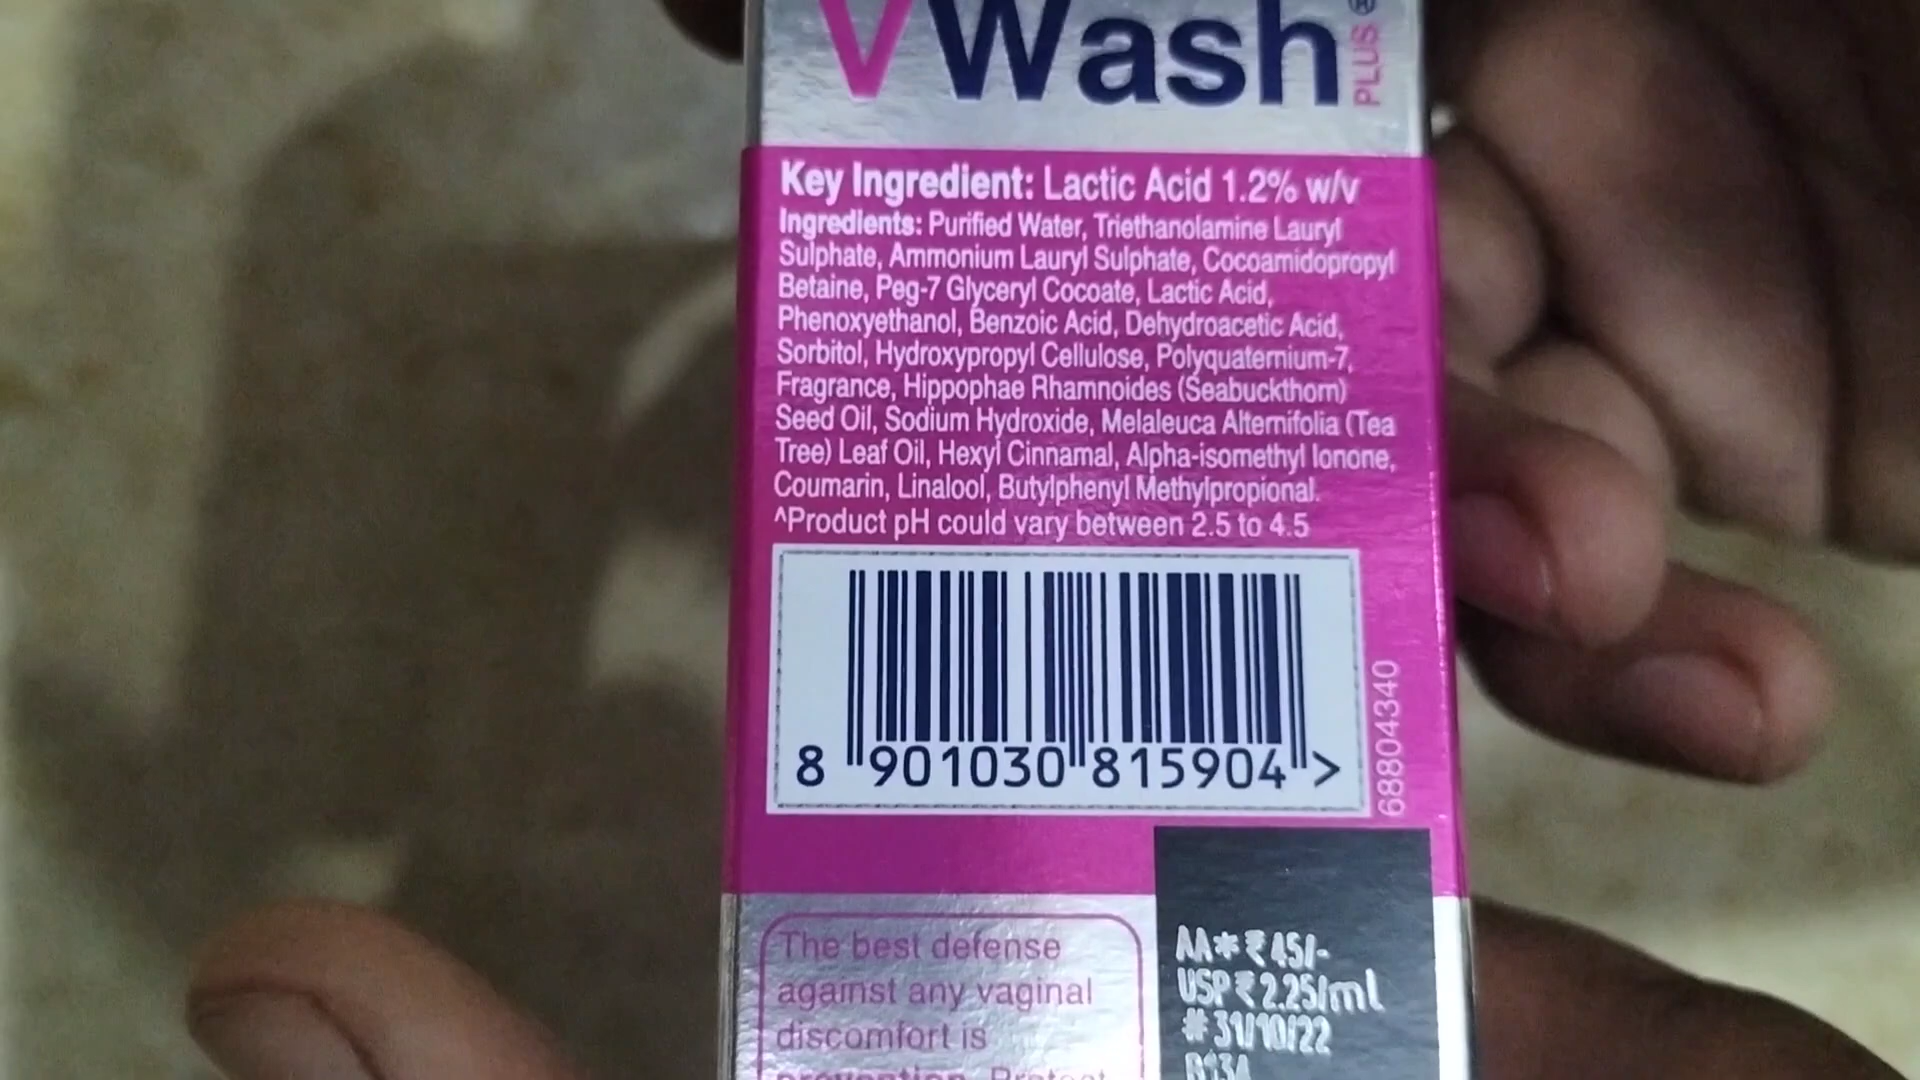 VWash PLUS®
Key Ingredient: Lactic Acid 1.2% w/v
Ingredients: Purified Water, Triethanolamine Lauryl
Sulphate, Ammonium Lauryl Sulphate, Cocoamidopropyl
Betaine, Peg-7 Glyceryl Cocoate, Lactic Acid,
Phenoxyethanol, Benzoic Acid, Dehydroacetic Acid,
Sorbitol, Hydroxypropyl Cellulose, Polyquaternium-7,
Fragrance, Hippophae Rhamnoides (Seabuckthorn)
Seed Oil, Sodium Hydroxide, Melaleuca Alternifolia (Tea
Tree) Leaf Oil, Hexyl Cinnamal, Alpha-isomethyl Ionone,
Coumarin, Linalool, Butylphenyl Methylpropional.
^Product pH could vary between 2.5 to 4.5
8 901030 815904 >
68804340
The best defense
against any vaginal
discomfort is
prevention. Protect
AA* ₹45/-
USP ₹2.25/ml
# 31/10/22
B13A